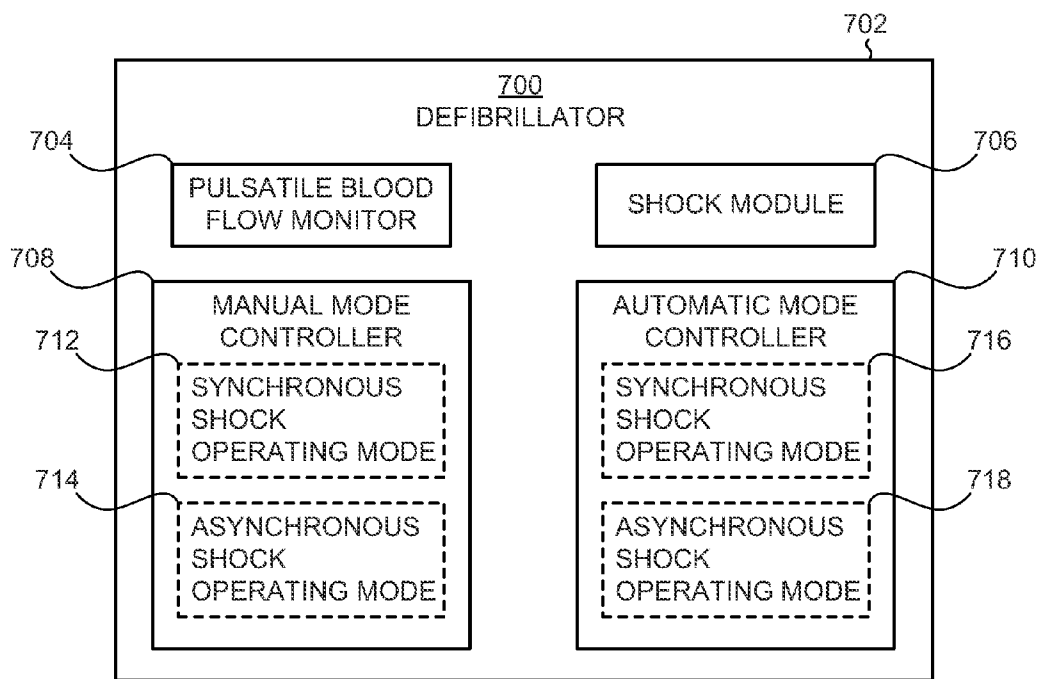 702
700
DEFIBRILLATOR
704
706
PULSATILE BLOOD
FLOW MONITOR
SHOCK MODULE
708
710
MANUAL MODE
CONTROLLER
AUTOMATIC MODE
CONTROLLER
712
716
SYNCHRONOUS
SHOCK
OPERATING MODE
SYNCHRONOUS
SHOCK
OPERATING MODE
714
718
ASYNCHRONOUS
SHOCK
OPERATING MODE
ASYNCHRONOUS
SHOCK
OPERATING MODE